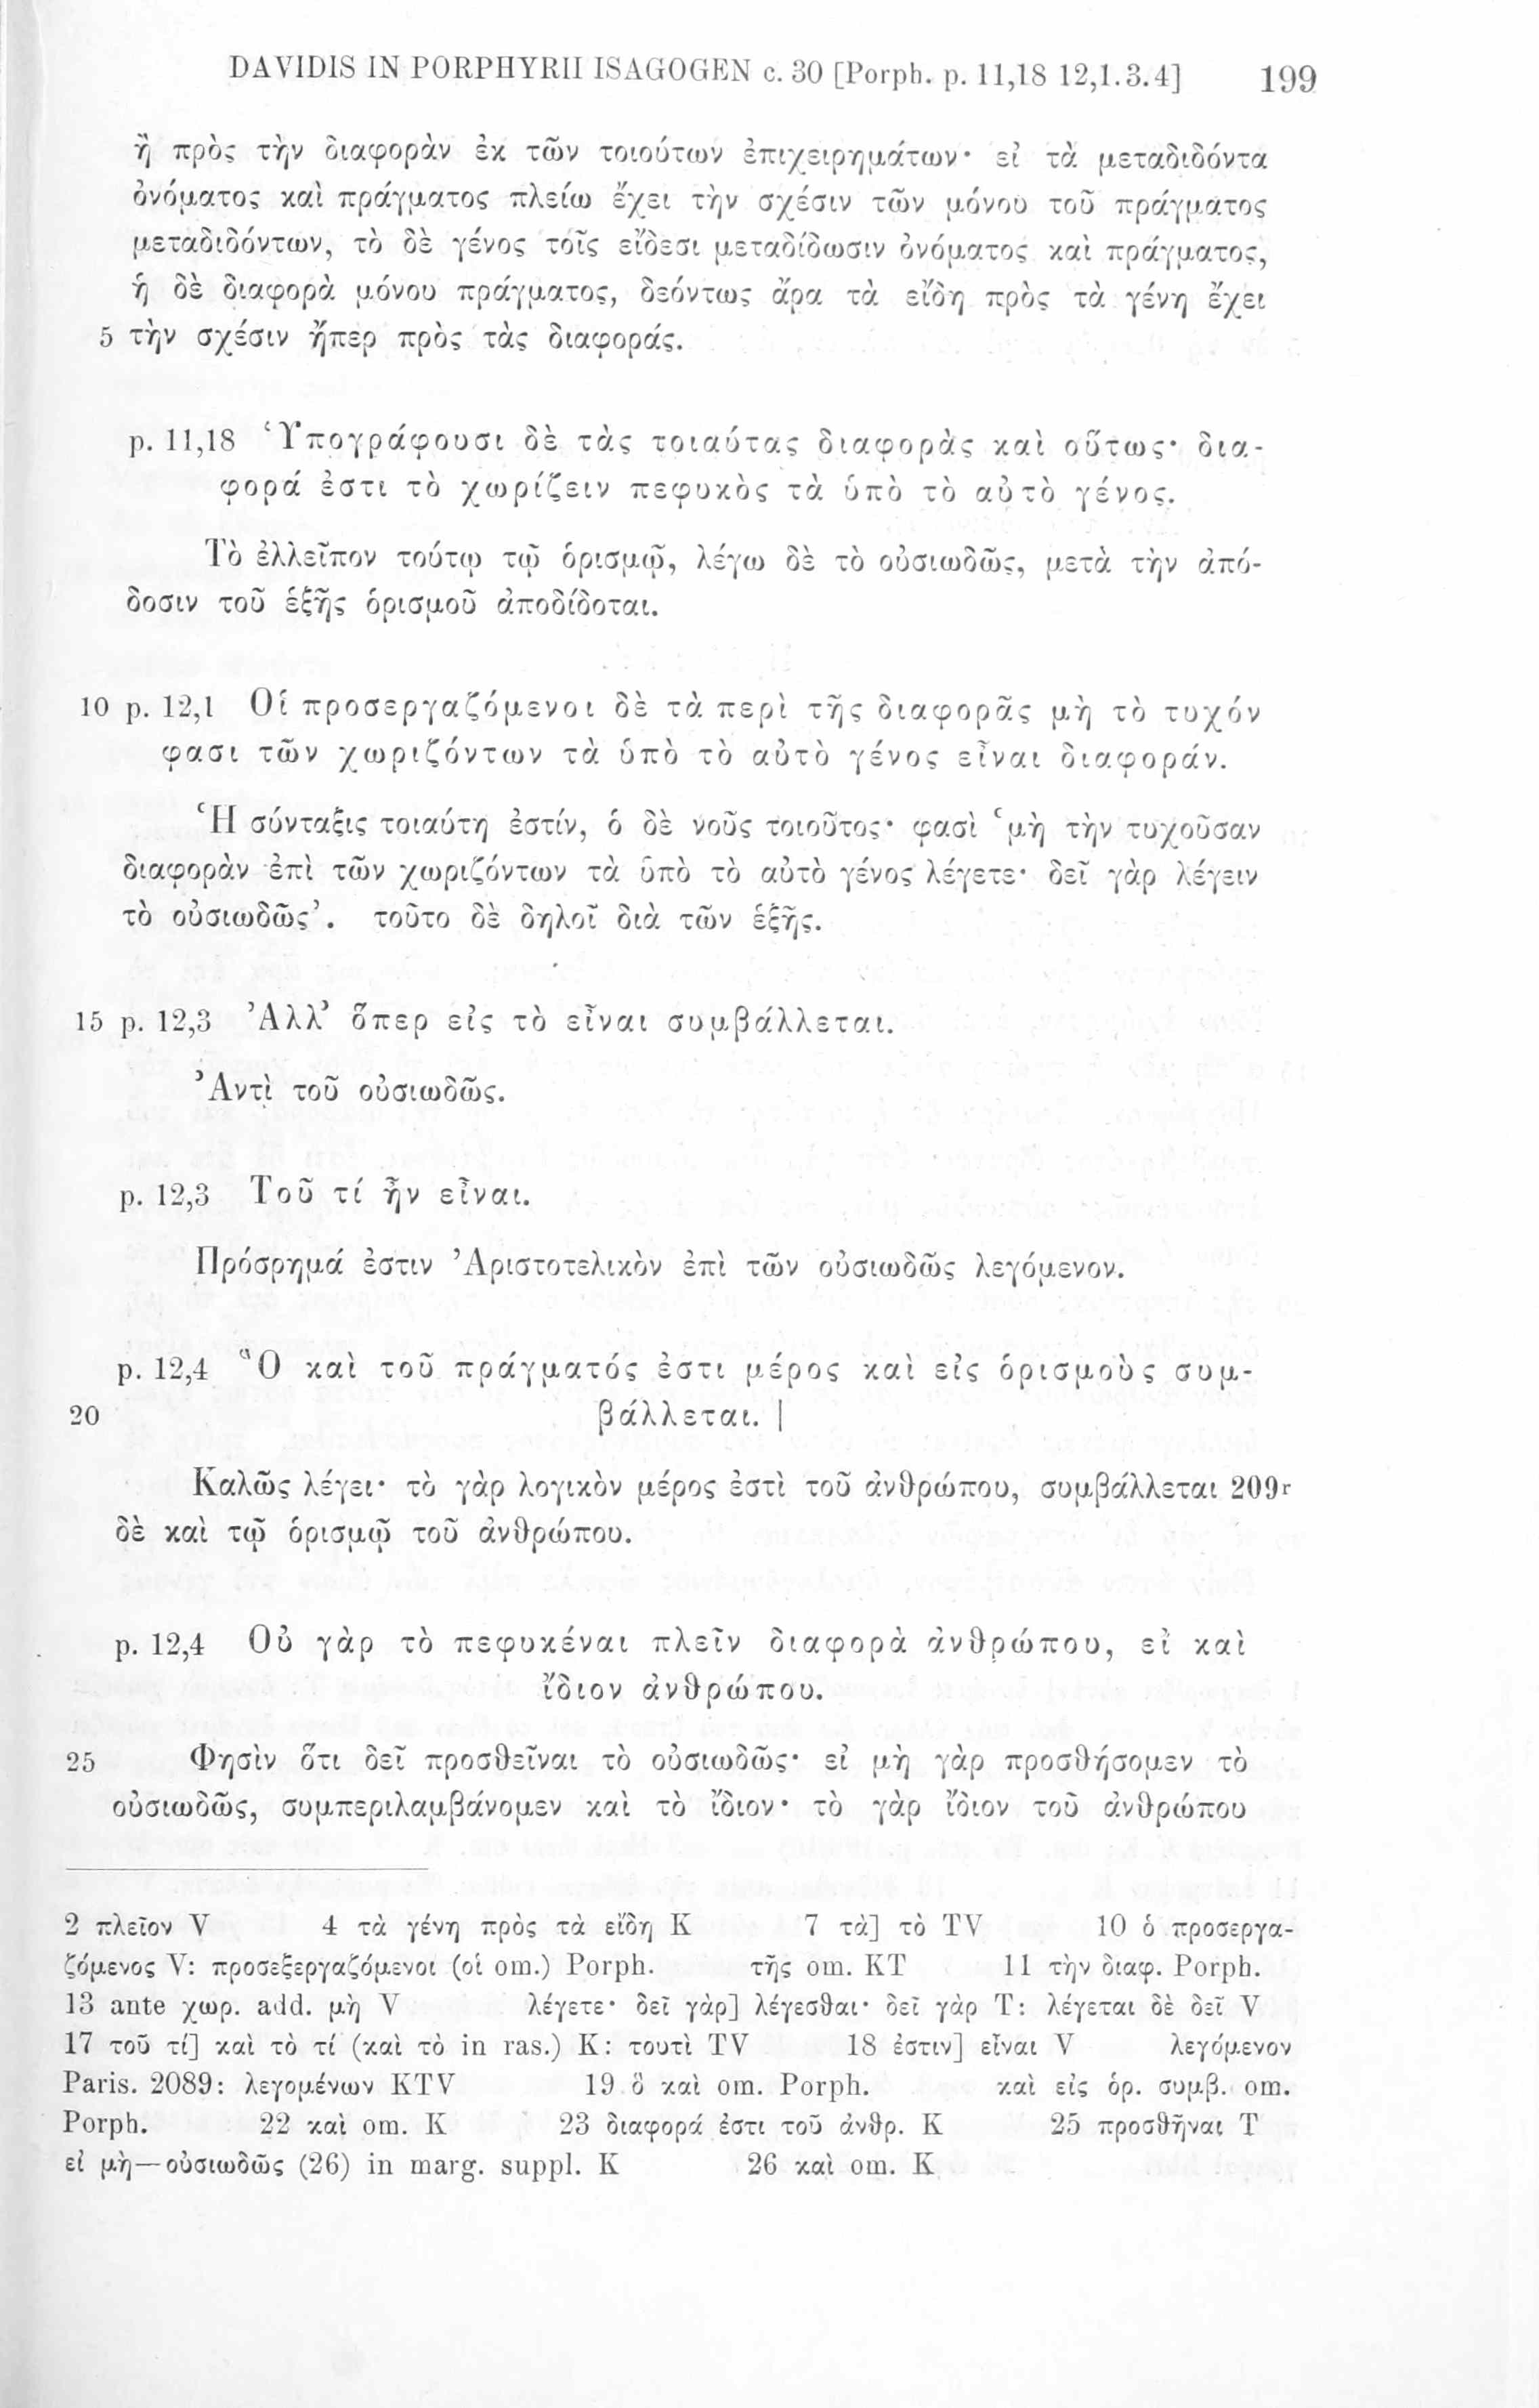 DAVIDIS IN PORPHYRII ISAGOGEN c. 30 [Porph. p. 11,18 12,1.3.4] 199
ἢ πρὸς τὴν διαφορὰν ἐκ τῶν τοιούτων ἐπιχειρημάτων· εἰ τὰ μεταδιδόντα
ὀνόματος καὶ πράγματος πλείω ἔχει τὴν σχέσιν τῶν μόνου τοῦ πράγματος
μεταδιδόντων, τὸ δὲ γένος τοῖς εἴδεσι μεταδίδωσιν ὀνόματος καὶ πράγματος,
ἡ δὲ διαφορὰ μόνου πράγματος, δεόντως ἄρα τὰ εἴδη πρὸς τὰ γένη ἔχει
5 τὴν σχέσιν ἤπερ πρὸς τὰς διαφοράς.
p. 11,18 Ὑπογράφουσι δὲ τὰς τοιαύτας διαφορὰς καὶ οὕτως· δια-
φορά ἐστι τὸ χωρίζειν πεφυκὸς τὰ ὑπὸ τὸ αὐτὸ γένος.
Τὸ ἐλλεῖπον τούτῳ τῷ ὁρισμῷ, λέγω δὲ τὸ οὐσιωδῶς, μετὰ τὴν ἀπό-
δοσιν τοῦ ἑξῆς ὁρισμοῦ ἀποδίδοται.
10 p. 12,1 Οἱ προσεργαζόμενοι δὲ τὰ περὶ τῆς διαφορᾶς μὴ τὸ τυχόν
φασι τῶν χωριζόντων τὰ ὑπὸ τὸ αὐτὸ γένος εἶναι διαφοράν.
Ἡ σύνταξις τοιαύτη ἐστίν, ὁ δὲ νοῦς τοιοῦτος· φασὶ ‘μὴ τὴν τυχοῦσαν
διαφορὰν ἐπὶ τῶν χωριζόντων τὰ ὑπὸ τὸ αὐτὸ γένος λέγετε· δεῖ γὰρ λέγειν
τὸ οὐσιωδῶς’. τοῦτο δὲ δηλοῖ διὰ τῶν ἑξῆς.
15 p. 12,3 Ἀλλ’ ὅπερ εἰς τὸ εἶναι συμβάλλεται.
Ἀντὶ τοῦ οὐσιωδῶς.
p. 12,3 Τοῦ τί ἦν εἶναι.
Πρόσρημά ἐστιν Ἀριστοτελικὸν ἐπὶ τῶν οὐσιωδῶς λεγόμενον.
p. 12,4 Ὃ καὶ τοῦ πράγματός ἐστι μέρος καὶ εἰς ὁρισμοὺς συμ-
20 βάλλεται. |
Καλῶς λέγει· τὸ γὰρ λογικὸν μέρος ἐστὶ τοῦ ἀνθρώπου, συμβάλλεται 209r
δὲ καὶ τῷ ὁρισμῷ τοῦ ἀνθρώπου.
p. 12,4 Οὐ γὰρ τὸ πεφυκέναι πλεῖν διαφορὰ ἀνθρώπου, εἰ καὶ
ἴδιον ἀνθρώπου.
25 Φησὶν ὅτι δεῖ προσθεῖναι τὸ οὐσιωδῶς· εἰ μὴ γὰρ προσθήσομεν τὸ
οὐσιωδῶς, συμπεριλαμβάνομεν καὶ τὸ ἴδιον· τὸ γὰρ ἴδιον τοῦ ἀνθρώπου
2 πλεῖον V 4 τὰ γένη πρὸς τὰ εἴδη K 7 τὰ] τὸ TV 10 ὁ προσεργα-
ζόμενος V: προσεξεργαζόμενοι (οἱ om.) Porph. τῆς om. KT 11 τὴν διαφ. Porph.
13 ante χωρ. add. μὴ V λέγετε· δεῖ γὰρ] λέγεσθαι· δεῖ γὰρ T: λέγεται δὲ δεῖ V
17 τοῦ τί] καὶ τὸ τί (καὶ τὸ in ras.) K: τουτὶ TV 18 ἐστιν] εἶναι V λεγόμενον
Paris. 2089: λεγομένων KTV 19 ὃ καὶ om. Porph. καὶ εἰς ὁρ. συμβ. om.
Porph. 22 καὶ om. K 23 διαφορά ἐστι τοῦ ἀνθρ. K 25 προσθῆναι T
εἰ μὴ—οὐσιωδῶς (26) in marg. suppl. K 26 καὶ om. K